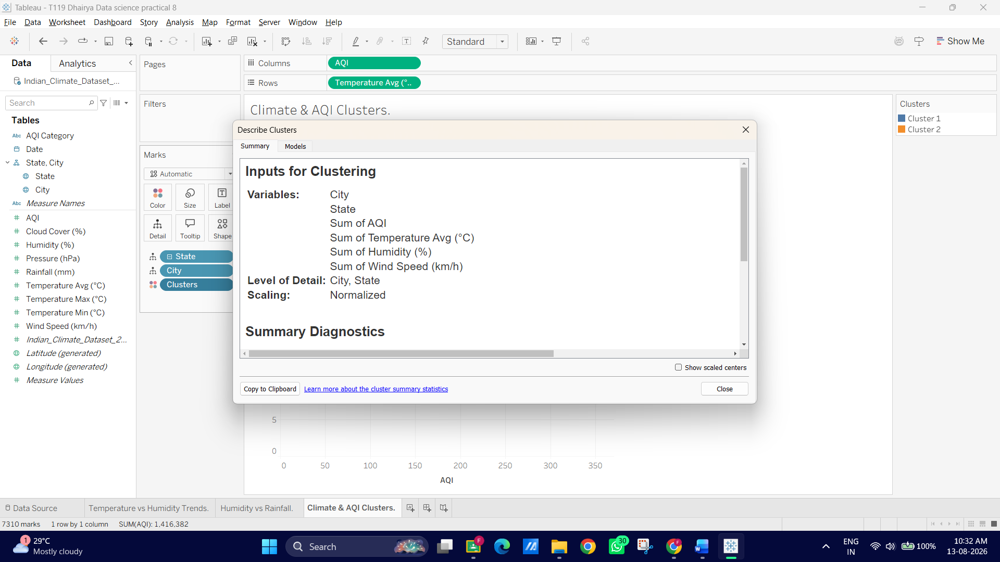 Tableau - T119 Dhairya Data science practical 8
File Data Worksheet Dashboard Story Analysis Map Format Server Window Help
Standard
Show Me
Data Analytics
Indian_Climate_Dataset_...
Search
Tables
Abc AQI Category
Date
State, City
State
City
Abc Measure Names
AQI
Cloud Cover (%)
Humidity (%)
Pressure (hPa)
Rainfall (mm)
Temperature Avg (°C)
Temperature Max (°C)
Temperature Min (°C)
Wind Speed (km/h)
Indian_Climate_Dataset_2...
Latitude (generated)
Longitude (generated)
Measure Values
Pages
Filters
Marks
Automatic
Color Size Label
Detail Tooltip Shape
State
City
Clusters
Columns AQI
Rows Temperature Avg (°..
Climate & AQI Clusters.
Clusters
Cluster 1
Cluster 2
Describe Clusters
Summary Models
Inputs for Clustering
Variables: City
State
Sum of AQI
Sum of Temperature Avg (°C)
Sum of Humidity (%)
Sum of Wind Speed (km/h)
Level of Detail: City, State
Scaling: Normalized
Summary Diagnostics
Show scaled centers
Copy to Clipboard Learn more about the cluster summary statistics Close
5
0
0 50 100 150 200 250 300 350
AQI
Data Source Temperature vs Humidity Trends. Humidity vs Rainfall. Climate & AQI Clusters.
7310 marks 1 row by 1 column SUM(AQI): 1,416,382
1 29°C
Mostly cloudy
Search
F
30
F
W
ENG
IN
100%
10:32 AM
13-08-2026